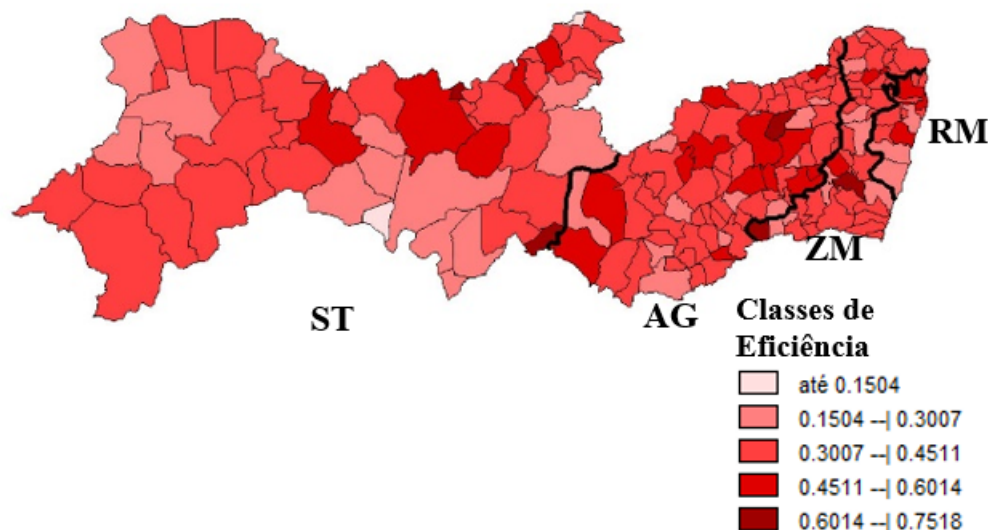 RM
ZM
ST
AG
Classes de
Eficiência
até 0.1504
0.1504 --| 0.3007
0.3007 --| 0.4511
0.4511 --| 0.6014
0.6014 --| 0.7518